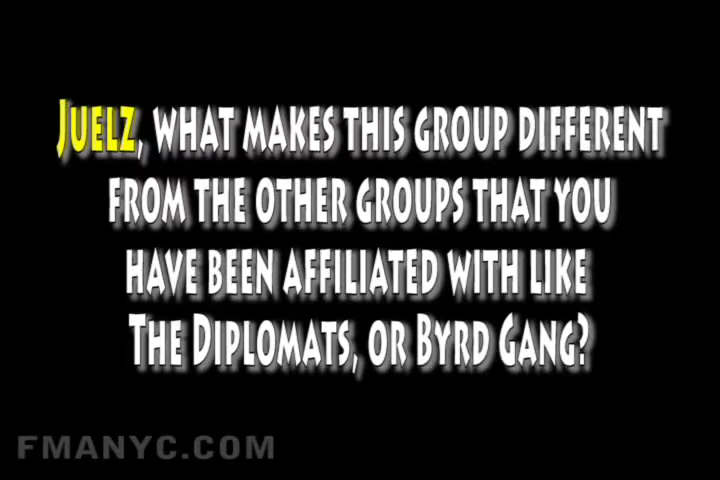 Juelz, what makes this group different
from the other groups that you
have been affiliated with like
The Diplomats, or Byrd Gang?
FMANYC.COM